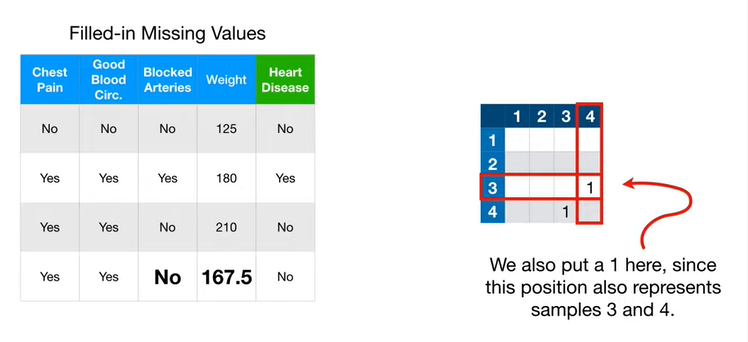 Filled-in Missing Values
Chest Pain Good Blood Circ. Blocked Arteries Weight Heart Disease
No No No 125 No
Yes Yes Yes 180 Yes
Yes Yes No 210 No
Yes Yes No 167.5 No
1 2 3 4
1
2
3 1
4 1
We also put a 1 here, since
this position also represents
samples 3 and 4.